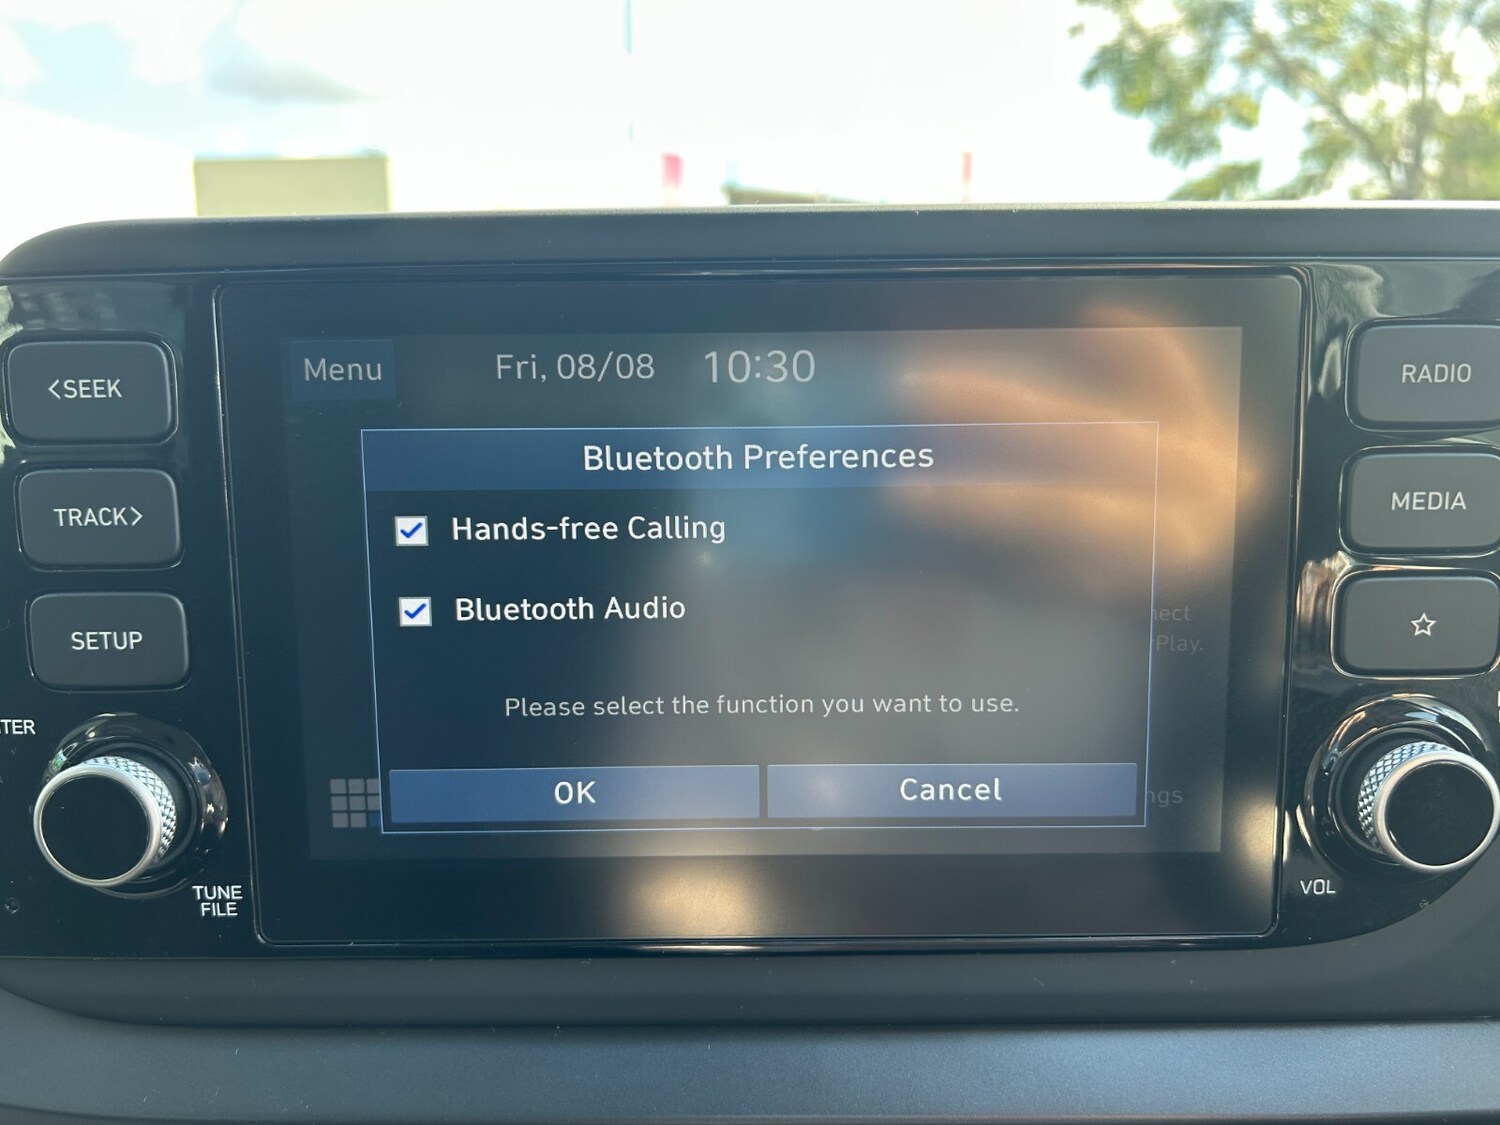 Menu Fri, 08/08 10:30
<SEEK
TRACK>
SETUP
TUNE
FILE
Bluetooth Preferences
Hands-free Calling
Bluetooth Audio
Please select the function you want to use.
OK Cancel
RADIO
MEDIA
VOL